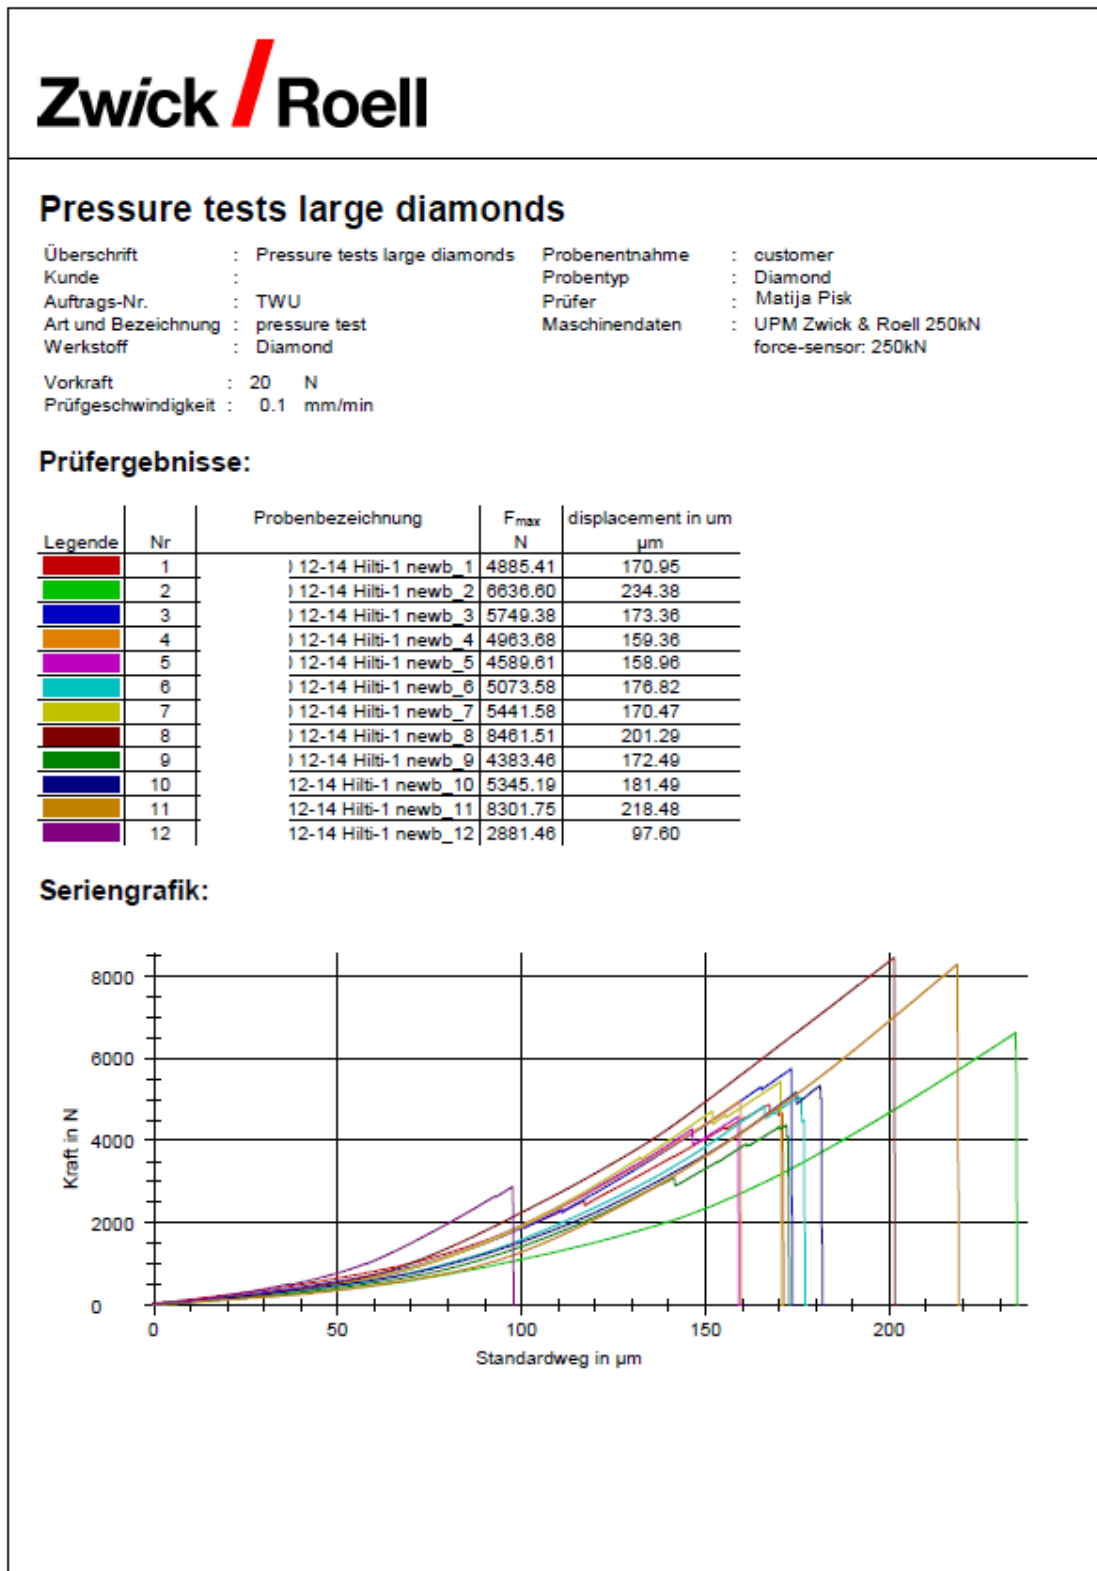 Zwick / Roell
Pressure tests large diamonds
Überschrift : Pressure tests large diamonds Probenentnahme : customer
Kunde : Probentyp : Diamond
Auftrags-Nr. : TWU Prüfer : Matija Pisk
Art und Bezeichnung : pressure test Maschinendaten : UPM Zwick & Roell 250kN
Werkstoff : Diamond force-sensor: 250kN
Vorkraft : 20 N
Prüfgeschwindigkeit : 0.1 mm/min
Prüfergebnisse:
Probenbezeichnung Fmax displacement in um
Legende Nr N µm
1 ) 12-14 Hilti-1 newb_1 4885.41 170.95
2 ) 12-14 Hilti-1 newb_2 6636.60 234.38
3 ) 12-14 Hilti-1 newb_3 5749.38 173.36
4 ) 12-14 Hilti-1 newb_4 4963.68 159.36
5 ) 12-14 Hilti-1 newb_5 4589.61 158.96
6 ) 12-14 Hilti-1 newb_6 5073.58 176.82
7 ) 12-14 Hilti-1 newb_7 5441.58 170.47
8 ) 12-14 Hilti-1 newb_8 8461.51 201.29
9 ) 12-14 Hilti-1 newb_9 4383.46 172.49
10 12-14 Hilti-1 newb_10 5345.19 181.49
11 12-14 Hilti-1 newb_11 8301.75 218.48
12 12-14 Hilti-1 newb_12 2881.46 97.60
Seriengrafik:
8000
6000
4000
2000
0
Kraft in N
0 50 100 150 200
Standardweg in µm